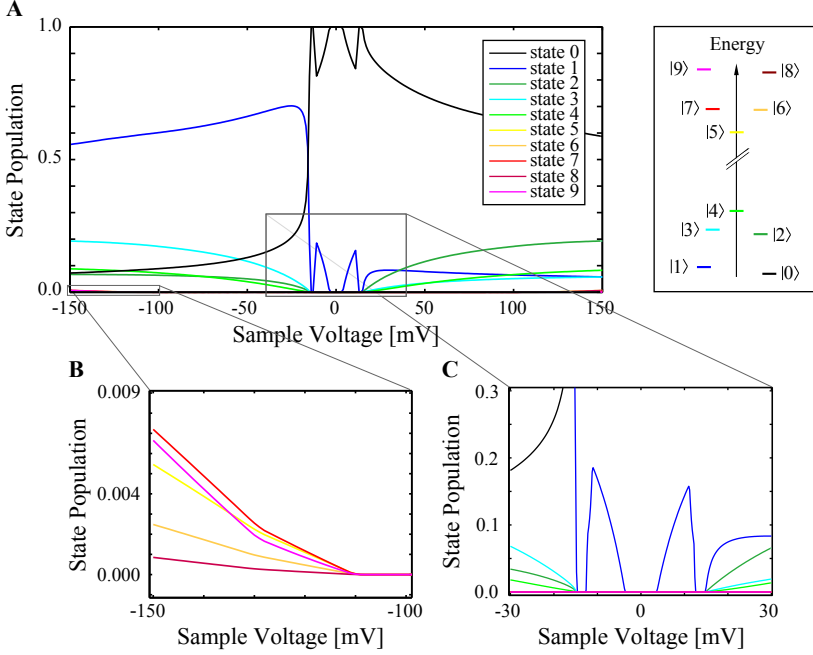 A
1.0
0.5
0.0
State Population
-150
-100
-50
0
50
100
150
Sample Voltage [mV]
state 0
state 1
state 2
state 3
state 4
state 5
state 6
state 7
state 8
state 9
Energy
|9⟩
|8⟩
|7⟩
|6⟩
|5⟩
|4⟩
|3⟩
|2⟩
|1⟩
|0⟩
B
0.009
0.004
0.000
State Population
-150
-100
Sample Voltage [mV]
C
0.3
0.2
0.1
0.0
State Population
-30
-10
0
10
30
Sample Voltage [mV]